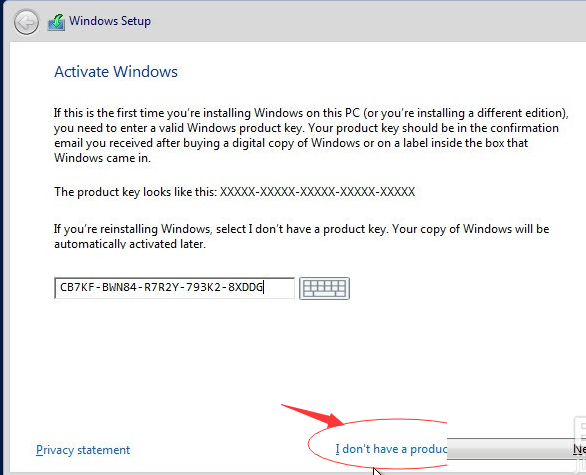 Windows Setup
Activate Windows
If this is the first time you're installing Windows on this PC (or you're installing a different edition),
you need to enter a valid Windows product key. Your product key should be in the confirmation
email you received after buying a digital copy of Windows or on a label inside the box that
Windows came in.
The product key looks like this: XXXXX-XXXXX-XXXXX-XXXXX-XXXXX
If you're reinstalling Windows, select I don't have a product key. Your copy of Windows will be
automatically activated later.
CB7KF-BWN84-R7R2Y-793K2-8XDDG
Privacy statement
I don't have a produc
Ne